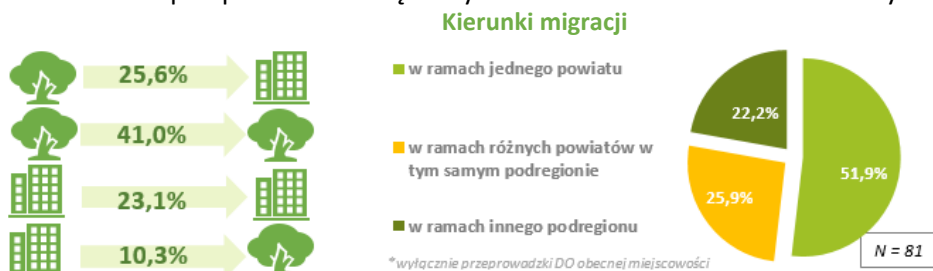 Kierunki migracji
25,6%
41,0%
23,1%
10,3%
w ramach jednego powiatu
w ramach różnych powiatów w
tym samym podregionie
w ramach innego podregionu
*wyłącznie przeprowadzki DO obecnej miejscowości
22,2%
25,9%
51,9%
N = 81